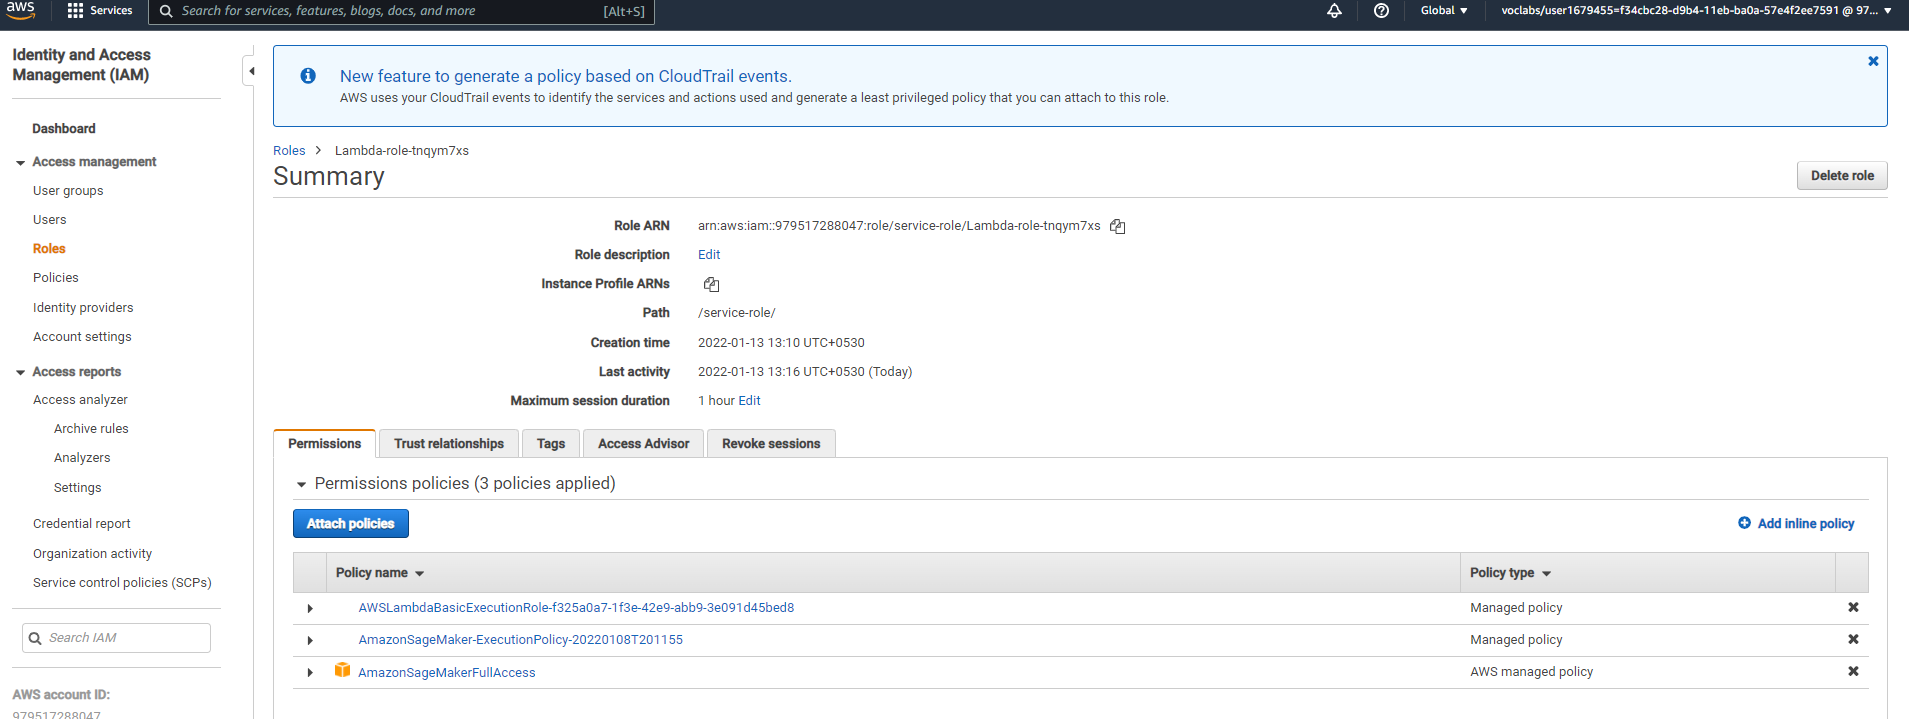 aws
Services
Search for services, features, blogs, docs, and more
[Alt+S]
Global
voclabs/user1679455=f34cbc28-d9b4-11eb-ba0a-57e4f2ee7591 @ 97...
Identity and Access
Management (IAM)
Dashboard
Access management
User groups
Users
Roles
Policies
Identity providers
Account settings
Access reports
Access analyzer
Archive rules
Analyzers
Settings
Credential report
Organization activity
Service control policies (SCPs)
Search IAM
AWS account ID:
979517288047
New feature to generate a policy based on CloudTrail events.
AWS uses your CloudTrail events to identify the services and actions used and generate a least privileged policy that you can attach to this role.
Roles > Lambda-role-tnqym7xs
Summary
Delete role
Role ARN arn:aws:iam::979517288047:role/service-role/Lambda-role-tnqym7xs
Role description Edit
Instance Profile ARNs
Path /service-role/
Creation time 2022-01-13 13:10 UTC+0530
Last activity 2022-01-13 13:16 UTC+0530 (Today)
Maximum session duration 1 hour Edit
Permissions Trust relationships Tags Access Advisor Revoke sessions
Permissions policies (3 policies applied)
Attach policies
Add inline policy
Policy name Policy type
AWSLambdaBasicExecutionRole-f325a0a7-1f3e-42e9-abb9-3e091d45bed8 Managed policy
AmazonSageMaker-ExecutionPolicy-20220108T201155 Managed policy
AmazonSageMakerFullAccess AWS managed policy